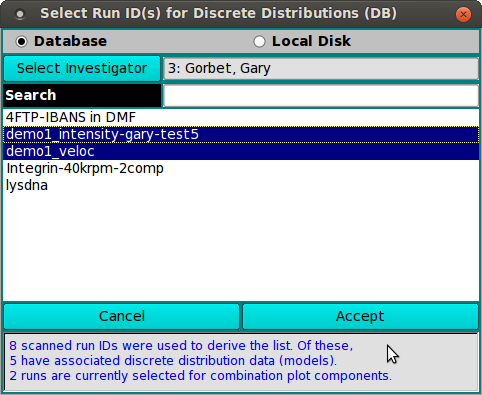 Select Run ID(s) for Discrete Distributions (DB)
Database
Local Disk
Select Investigator
3: Gorbet, Gary
Search
4FTP-IBANS in DMF
demo1_intensity-gary-test5
demo1_veloc
Integrin-40krpm-2comp
lysdna
Cancel
Accept
8 scanned run IDs were used to derive the list. Of these,
5 have associated discrete distribution data (models).
2 runs are currently selected for combination plot components.